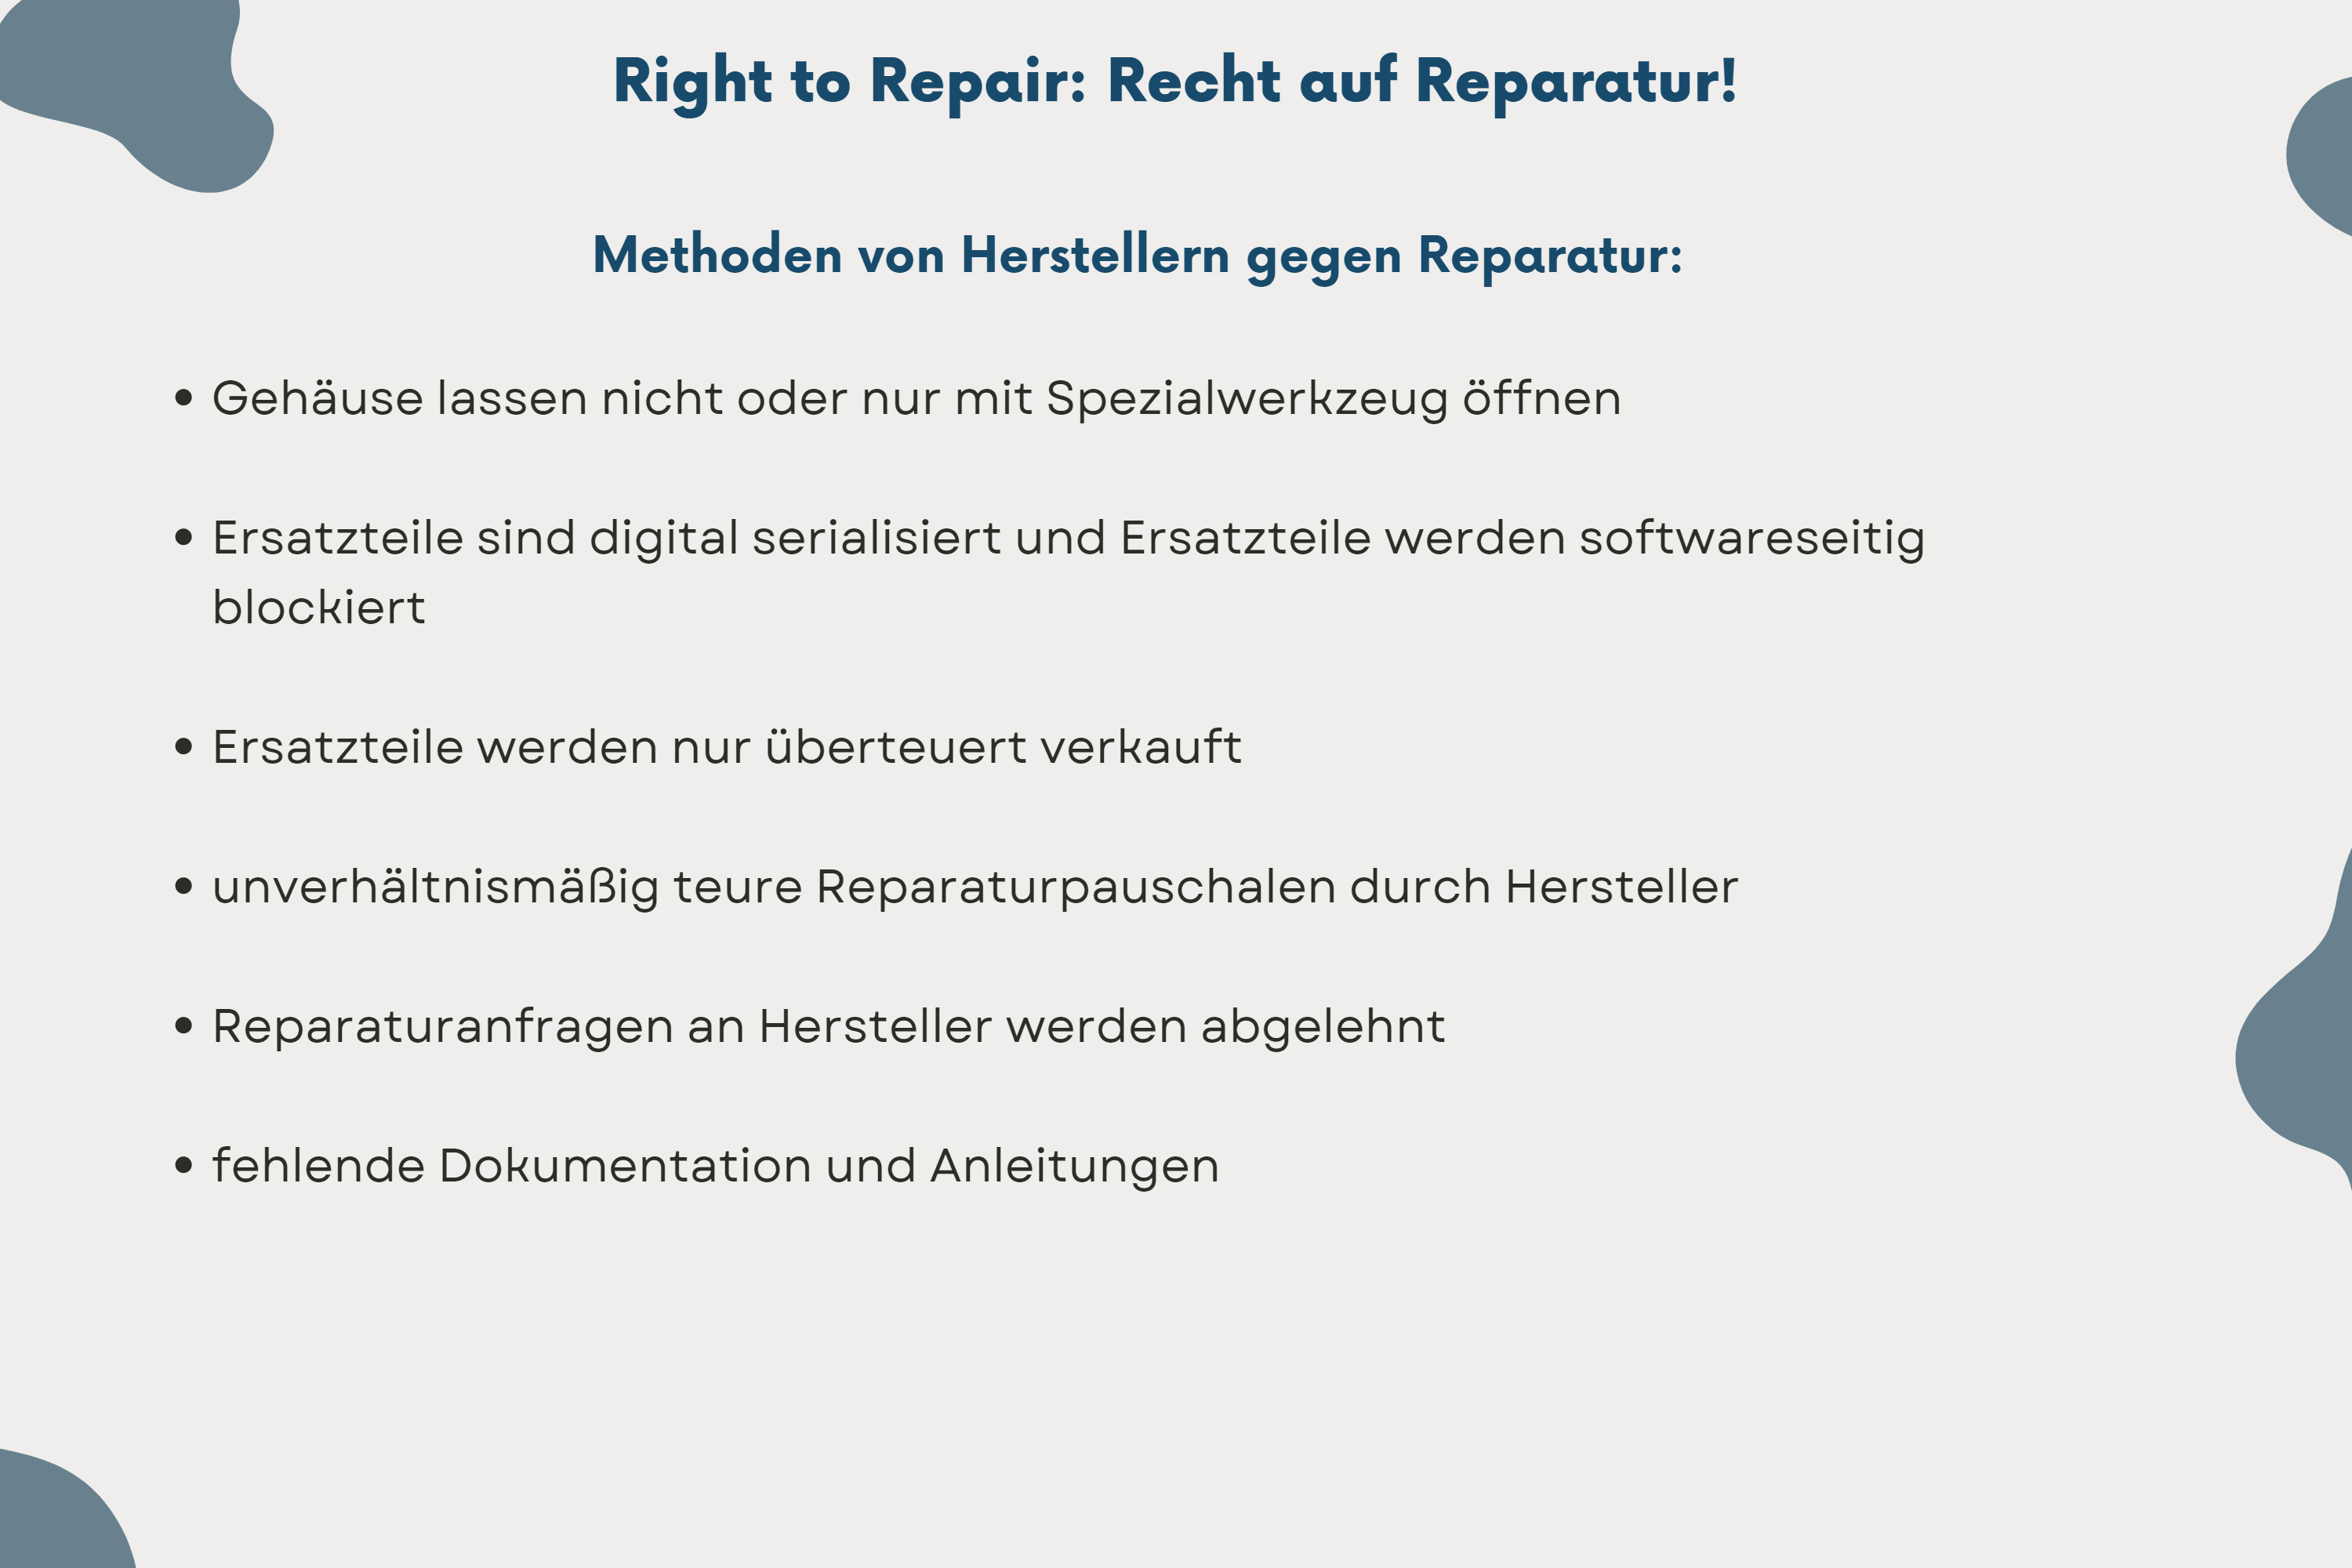 Right to Repair: Recht auf Reparatur!
Methoden von Herstellern gegen Reparatur:
• Gehäuse lassen nicht oder nur mit Spezialwerkzeug öffnen
• Ersatzteile sind digital serialisiert und Ersatzteile werden softwareseitig
blockiert
• Ersatzteile werden nur überteuert verkauft
• unverhältnismäßig teure Reparaturpauschalen durch Hersteller
• Reparaturanfragen an Hersteller werden abgelehnt
• fehlende Dokumentation und Anleitungen